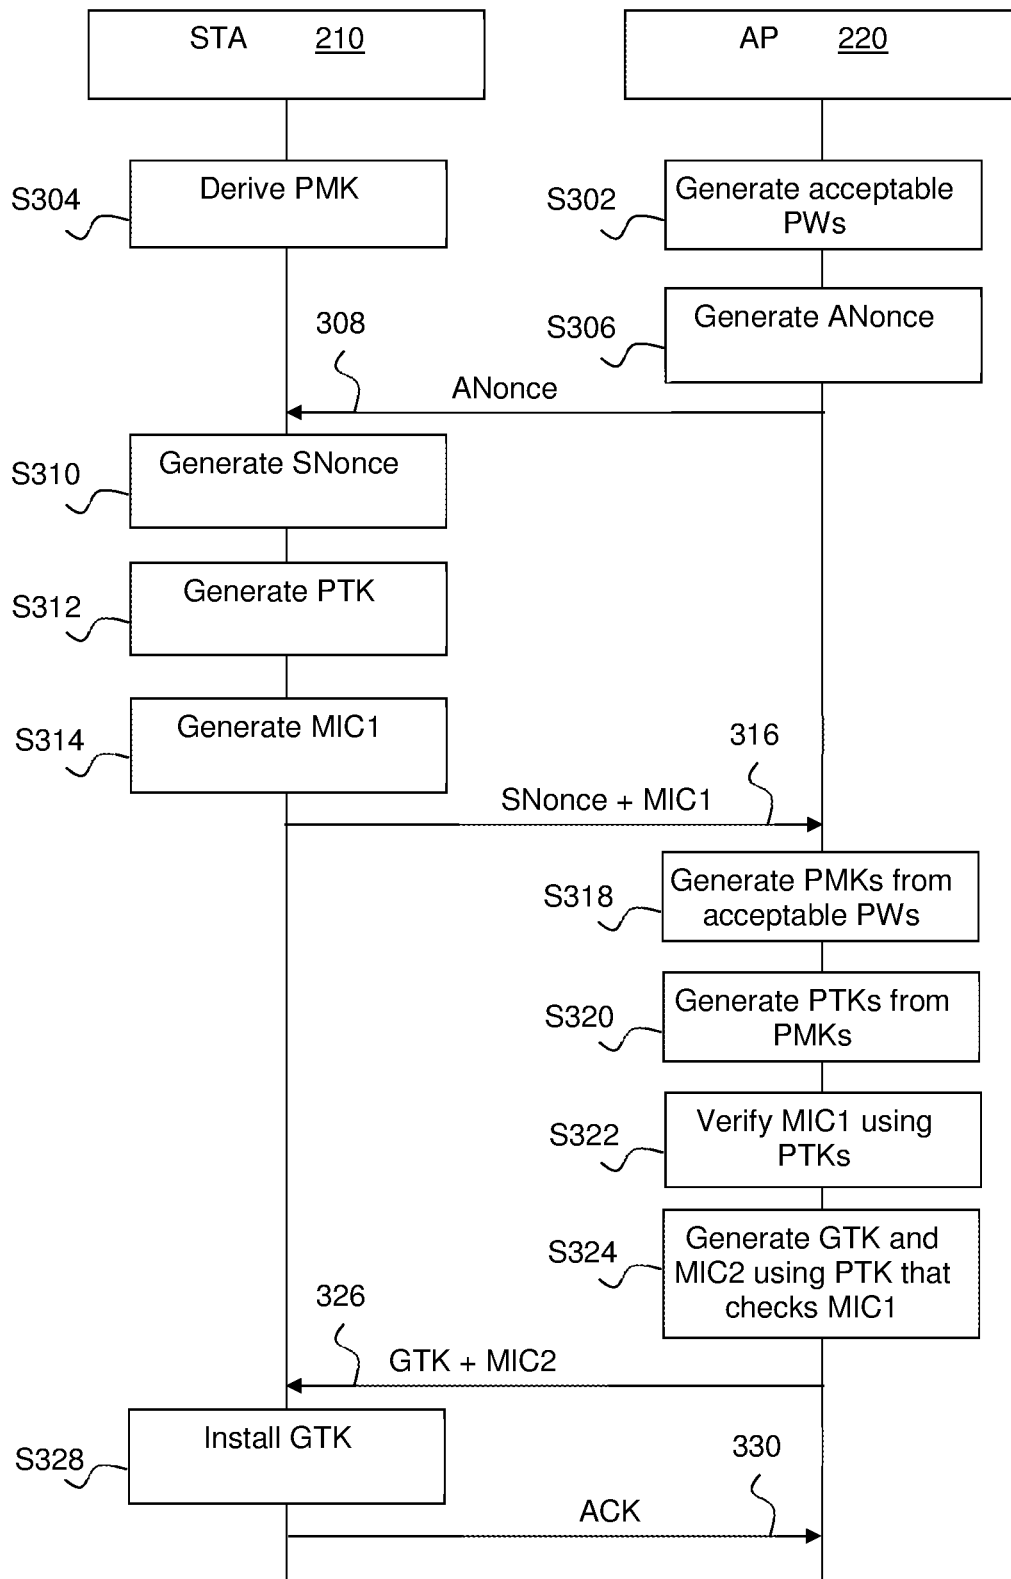 STA 210
AP 220
Derive PMK
S304
Generate acceptable
PWs
S302
Generate ANonce
S306
308
ANonce
Generate SNonce
S310
Generate PTK
S312
Generate MIC1
S314
316
SNonce + MIC1
Generate PMKs from
acceptable PWs
S318
Generate PTKs from
PMKs
S320
Verify MIC1 using
PTKs
S322
Generate GTK and
MIC2 using PTK that
checks MIC1
S324
326
GTK + MIC2
Install GTK
S328
330
ACK